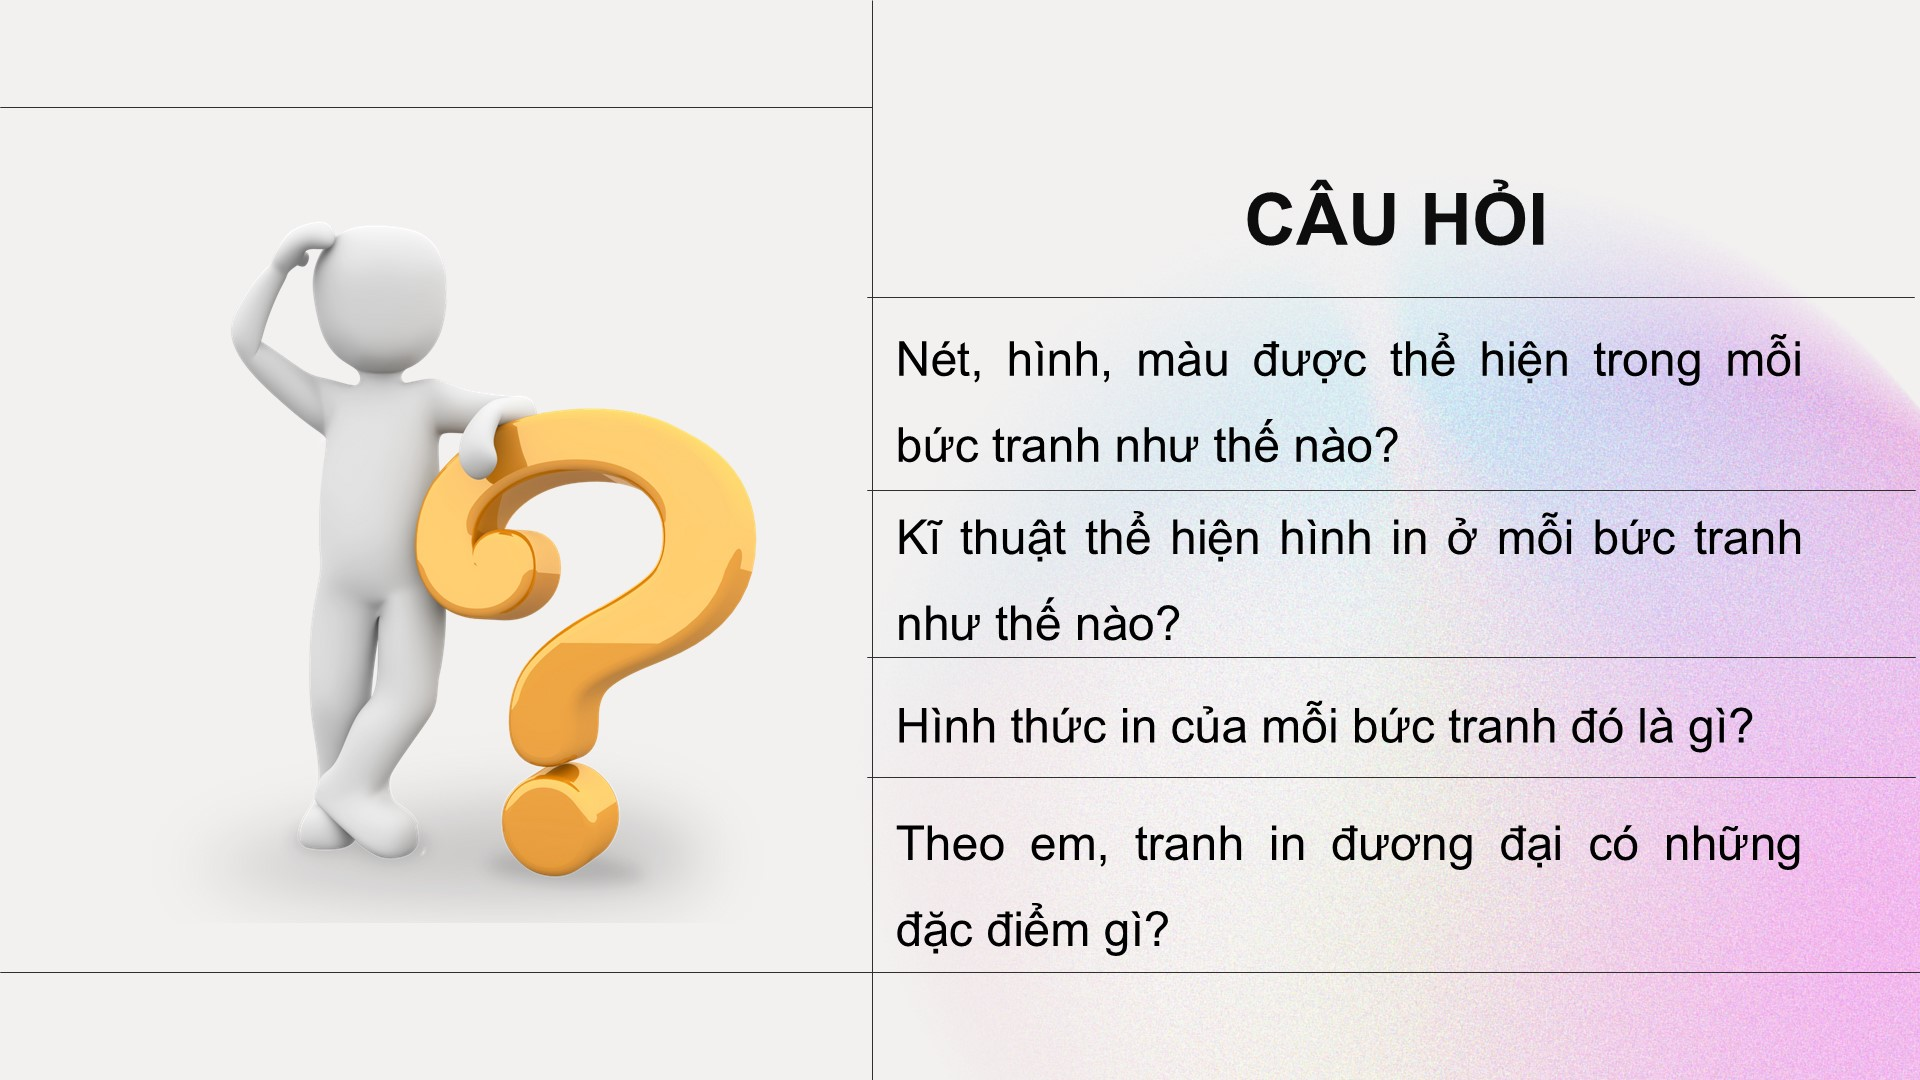 CÂU HỎI
Nét, hình, màu được thể hiện trong mỗi
bức tranh như thế nào?
Kĩ thuật thể hiện hình in ở mỗi bức tranh
như thế nào?
Hình thức in của mỗi bức tranh đó là gì?
Theo em, tranh in đương đại có những
đặc điểm gì?